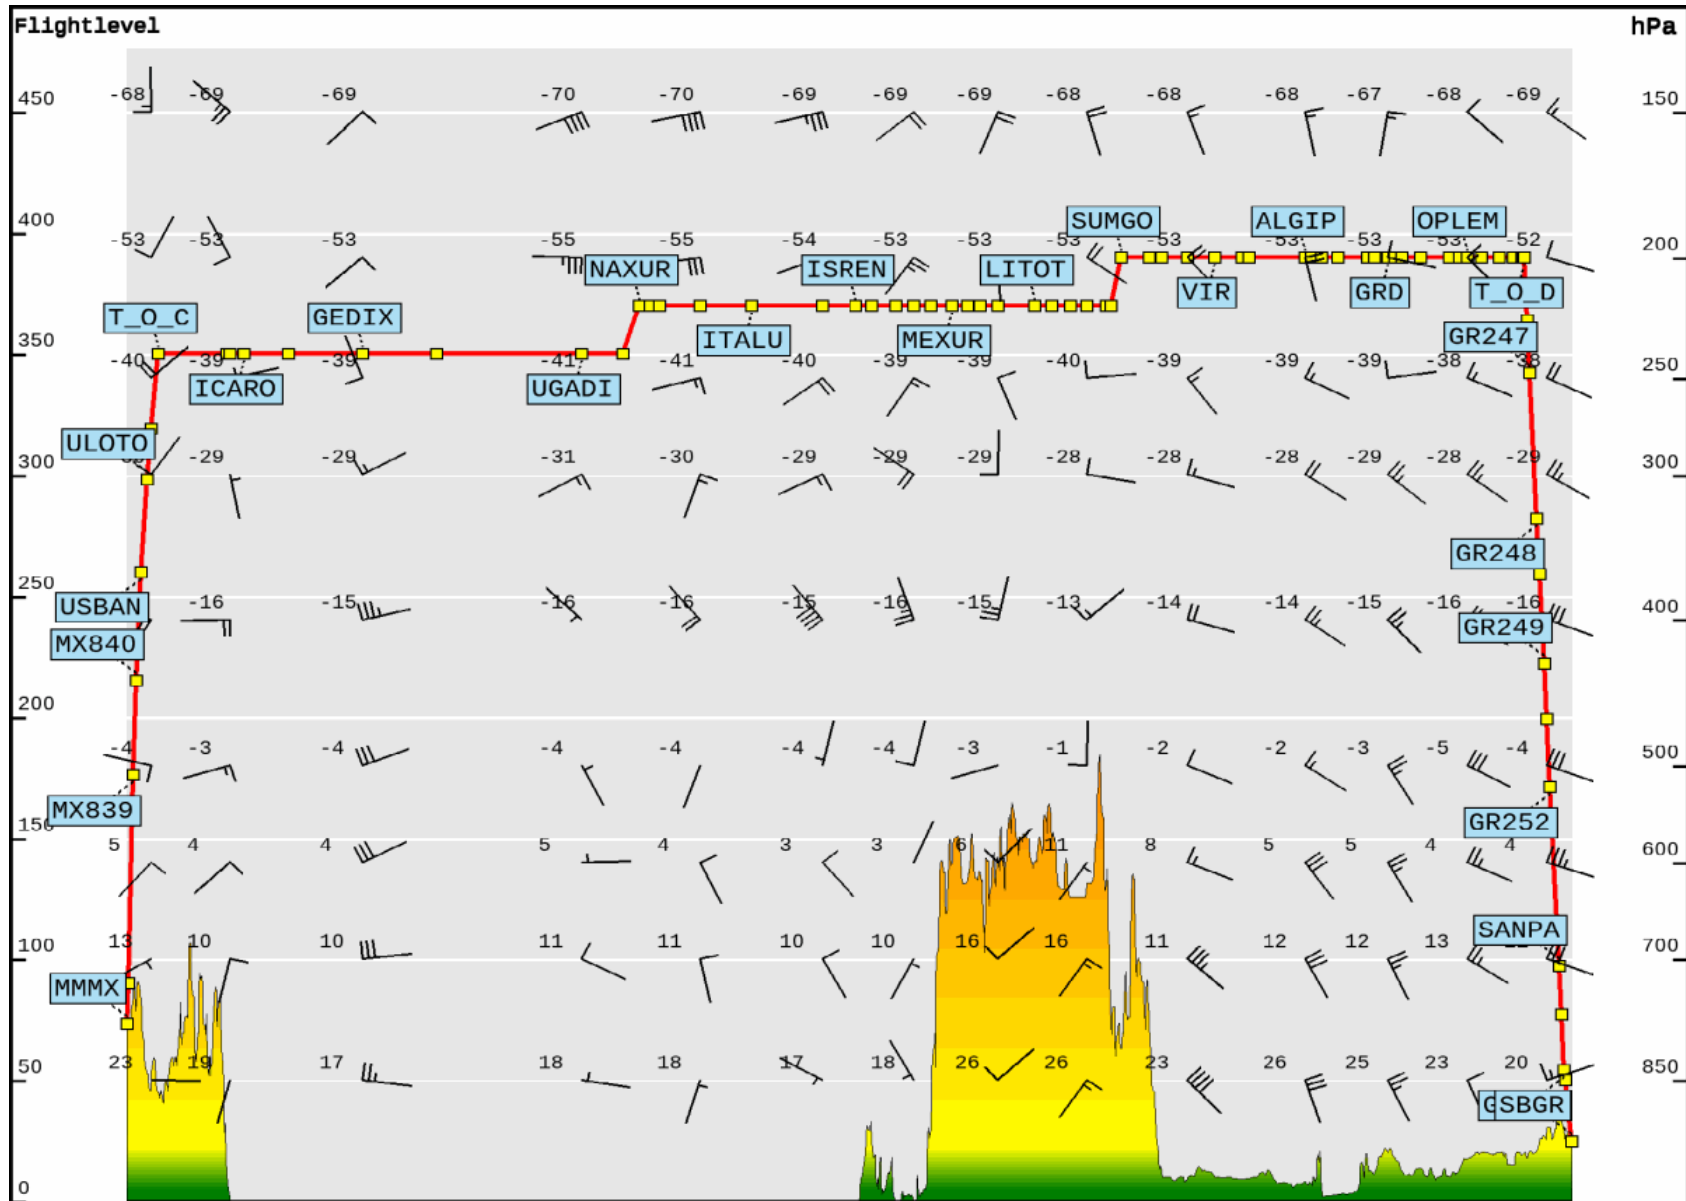 Flightlevel hPa
-68 -69 -69 -70 -70 -69 -69 -69 -68 -68 -68 -67 -68 -69
450 150
SUMGO ALGIP OPLEM
400 200
-53 -53 -53 -55 -55 -54 -53 -53 -53 -53 -53 -53 -53 -52
NAXUR ISREN LITOT
VIR GRD T_O_D
T_O_C GEDIX
GR247
ITALU MEXUR
350 250
-40 -39 -39 -41 -41 -40 -39 -39 -40 -39 -39 -39 -38 -38
ICARO UGADI
ULOTO
-29 -29 -31 -30 -29 -29 -29 -28 -28 -28 -29 -28 -29
300 300
GR248
250
-16 -15 -16 -16 -15 -16 -15 -13 -14 -14 -15 -16 -16
USBAN
400
GR249
MX840
200
-4 -3 -4 -4 -4 -4 -4 -3 -1 -2 -2 -3 -5 -4
500
MX839
GR252
150
5 4 4 5 4 3 3 6 11 8 5 5 4 4
600
SANPA
13 10 10 11 11 10 10 16 16 11 12 12 13
100 700
MMMX
23 19 17 18 18 17 18 26 26 23 26 25 23 20
50 850
SBGR
0